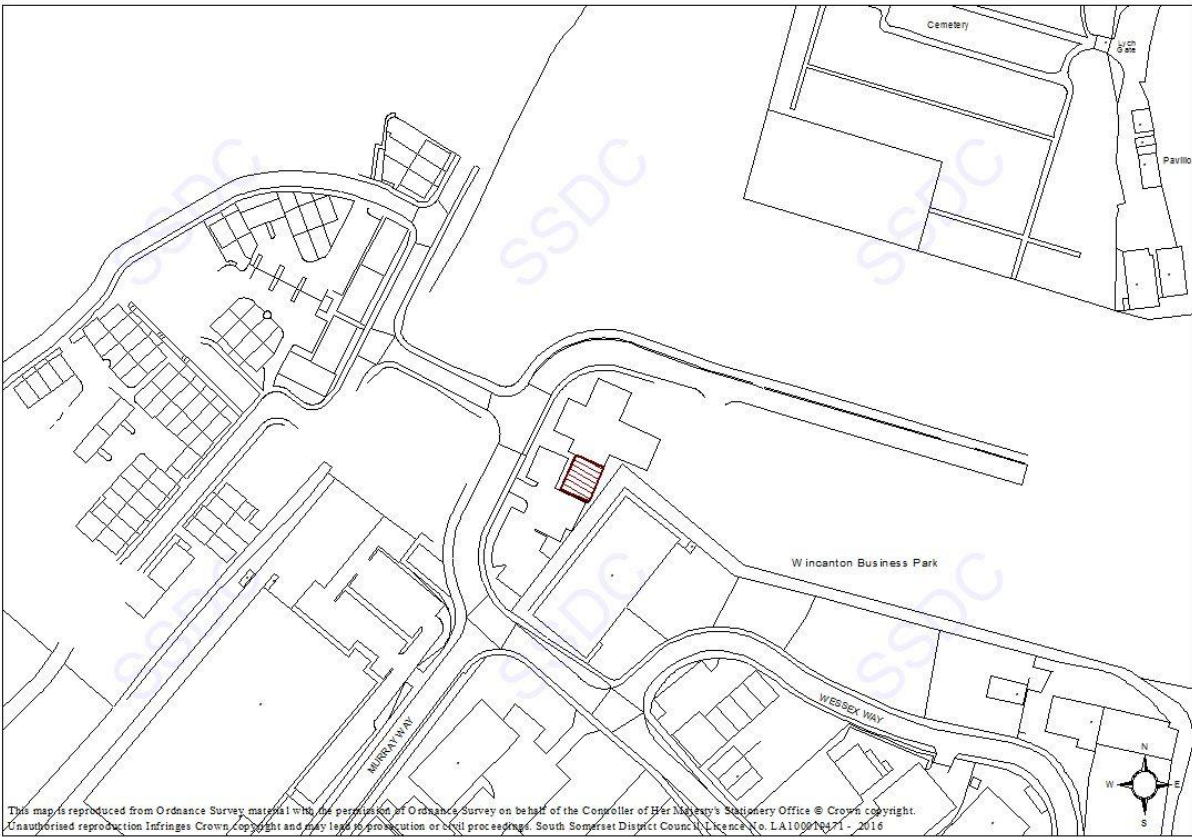 Cemetery
Lych
Gate
Pavilio
SSDC
SSDC
SSDC
Wincanton Business Park
SSDC
SSDC
SSDC
WESSEX WAY
MURRAY WAY
N
W
E
S
This map is reproduced from Ordnance Survey material with the permission of Ordnance Survey on behalf of the Controller of Her Majesty's Stationery Office © Crown copyright.
Unauthorised reproduction Infringes Crown copyright and may lead to prosecution or civil proceedings. South Somerset District Council Licence No. LA100019471 - 2016